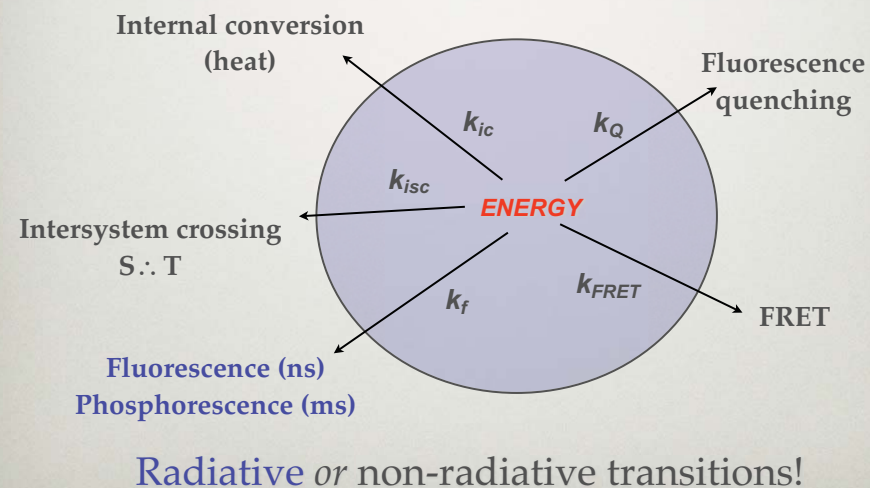 Internal conversion
(heat)
Fluorescence
quenching
k_ic
k_Q
k_isc
ENERGY
Intersystem crossing
S ∴ T
k_f
k_FRET
FRET
Fluorescence (ns)
Phosphorescence (ms)
Radiative or non-radiative transitions!